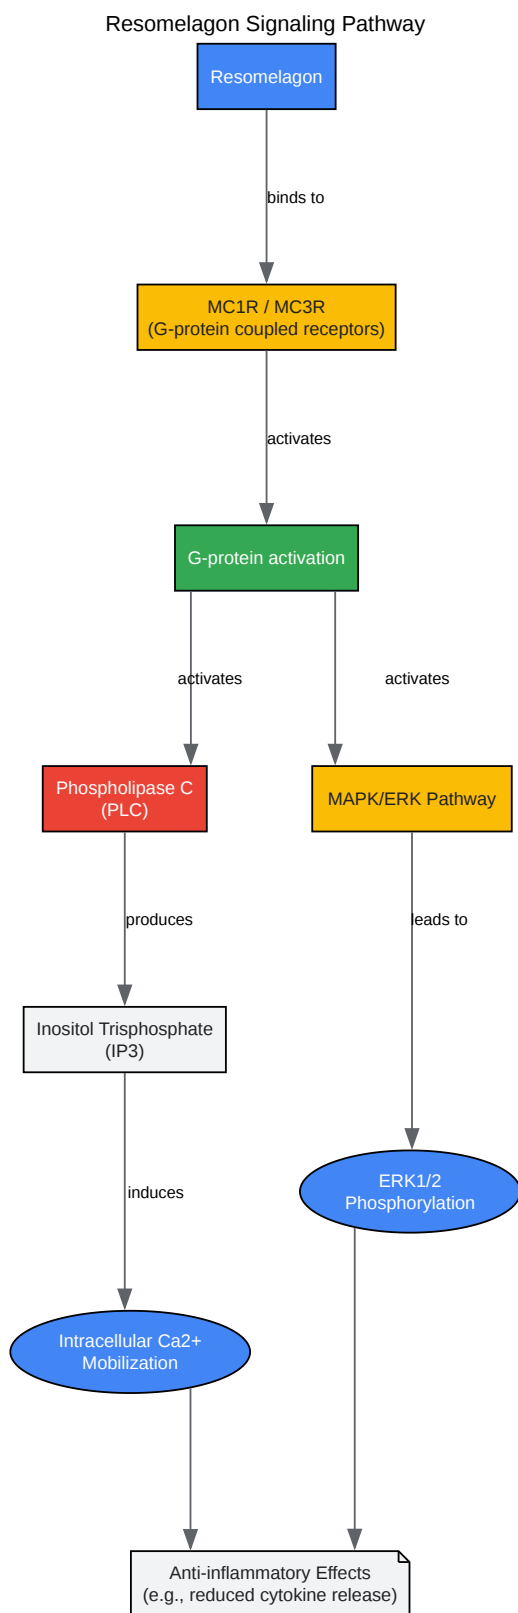 Resomelagon Signaling Pathway
Resomelagon
binds to
MC1R / MC3R
(G-protein coupled receptors)
activates
G-protein activation
activates
activates
Phospholipase C
(PLC)
MAPK/ERK Pathway
produces
leads to
Inositol Trisphosphate
(IP3)
induces
ERK1/2
Phosphorylation
Intracellular Ca2+
Mobilization
Anti-inflammatory Effects
(e.g., reduced cytokine release)